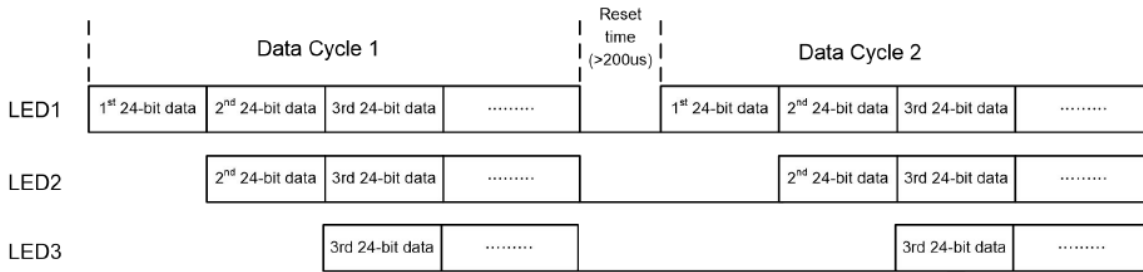 Reset
time
(>200us)
Data Cycle 1
Data Cycle 2
LED1
1st 24-bit data
2nd 24-bit data
3rd 24-bit data
·········
1st 24-bit data
2nd 24-bit data
3rd 24-bit data
·········
LED2
2nd 24-bit data
3rd 24-bit data
·········
2nd 24-bit data
3rd 24-bit data
·········
LED3
3rd 24-bit data
·········
3rd 24-bit data
·········